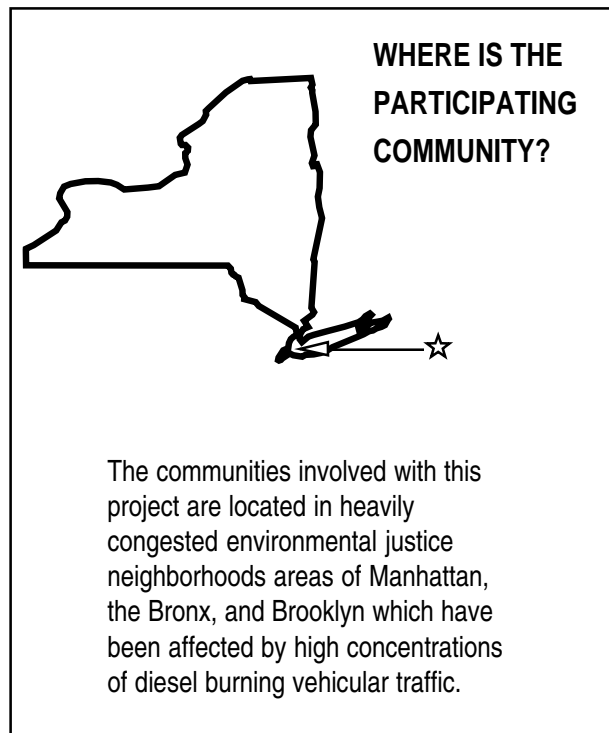 WHERE IS THE
PARTICIPATING
COMMUNITY?
The communities involved with this
project are located in heavily
congested environmental justice
neighborhoods areas of Manhattan,
the Bronx, and Brooklyn which have
been affected by high concentrations
of diesel burning vehicular traffic.